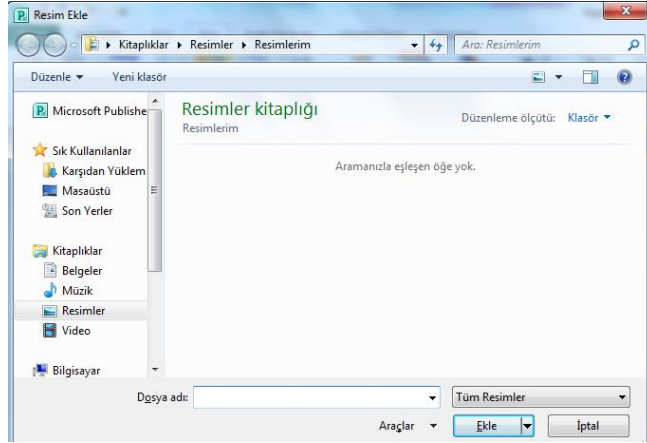 Resim Ekle
Kitaplıklar Resimler Resimlerim
Ara: Resimlerim
Düzenle Yeni klasör
Microsoft Publishe
Sık Kullanılanlar
Karşıdan Yüklem
Masaüstü
Son Yerler
Kitaplıklar
Belgeler
Müzik
Resimler
Video
Bilgisayar
Resimler kitaplığı
Resimlerim
Düzenleme ölçütü: Klasör
Aramanızla eşleşen öğe yok.
Dosya adı:
Tüm Resimler
Araçlar Ekle İptal